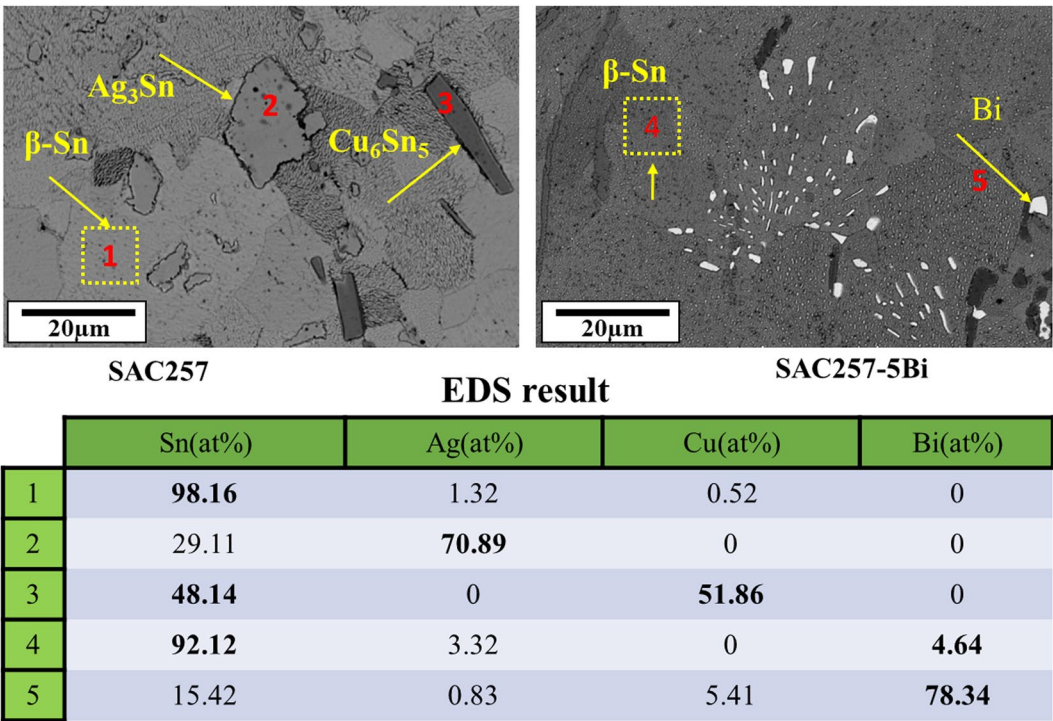 Ag3Sn
2
3
β-Sn
Cu6Sn5
1
20μm
β-Sn
4
Bi
5
20μm
SAC257
SAC257-5Bi
EDS result
Sn(at%) Ag(at%) Cu(at%) Bi(at%)
1 98.16 1.32 0.52 0
2 29.11 70.89 0 0
3 48.14 0 51.86 0
4 92.12 3.32 0 4.64
5 15.42 0.83 5.41 78.34